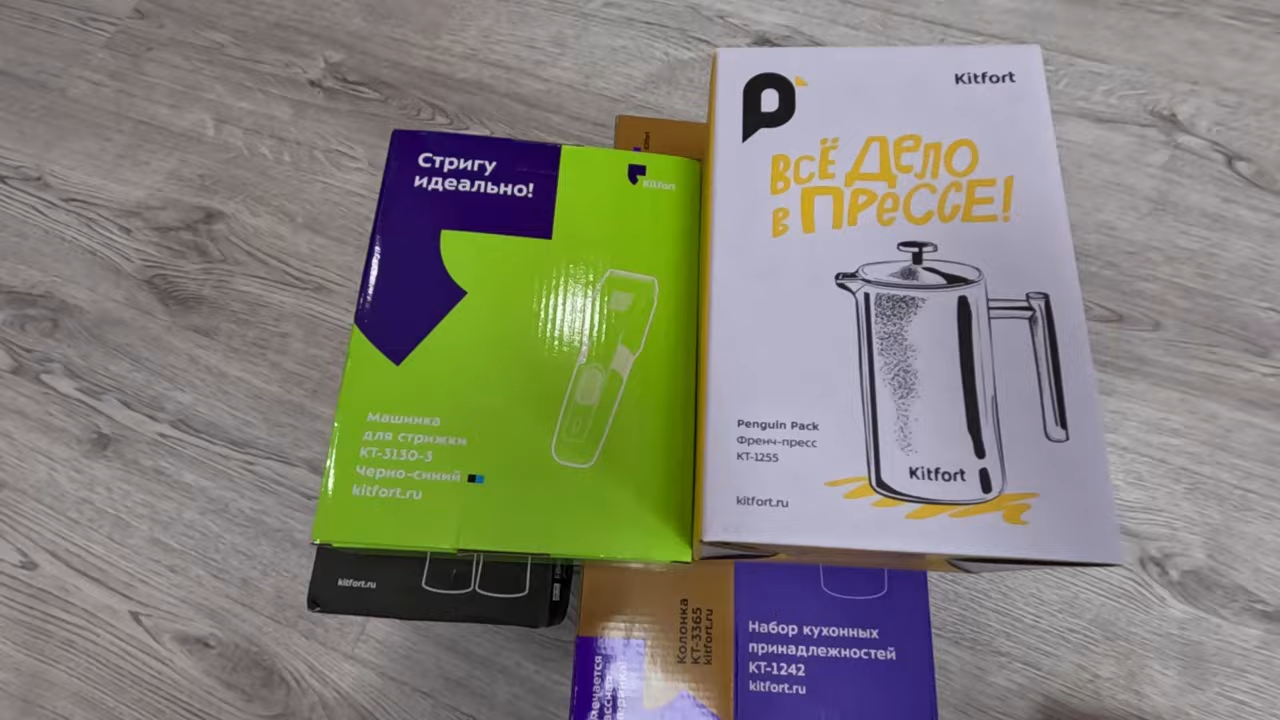 Стригу
идеально!
Kitfort
Машинка
для стрижки
КТ-3130-3
Черно-синий
kitfort.ru
Kitfort
ВСЁ ДеЛО
в ПРеССЕ!
Kitfort
Penguin Pack
Френч-пресс
КТ-1255
kitfort.ru
kitfort.ru
Колонка
КТ-3365
kitfort.ru
Набор кухонных
принадлежностей
КТ-1242
kitfort.ru